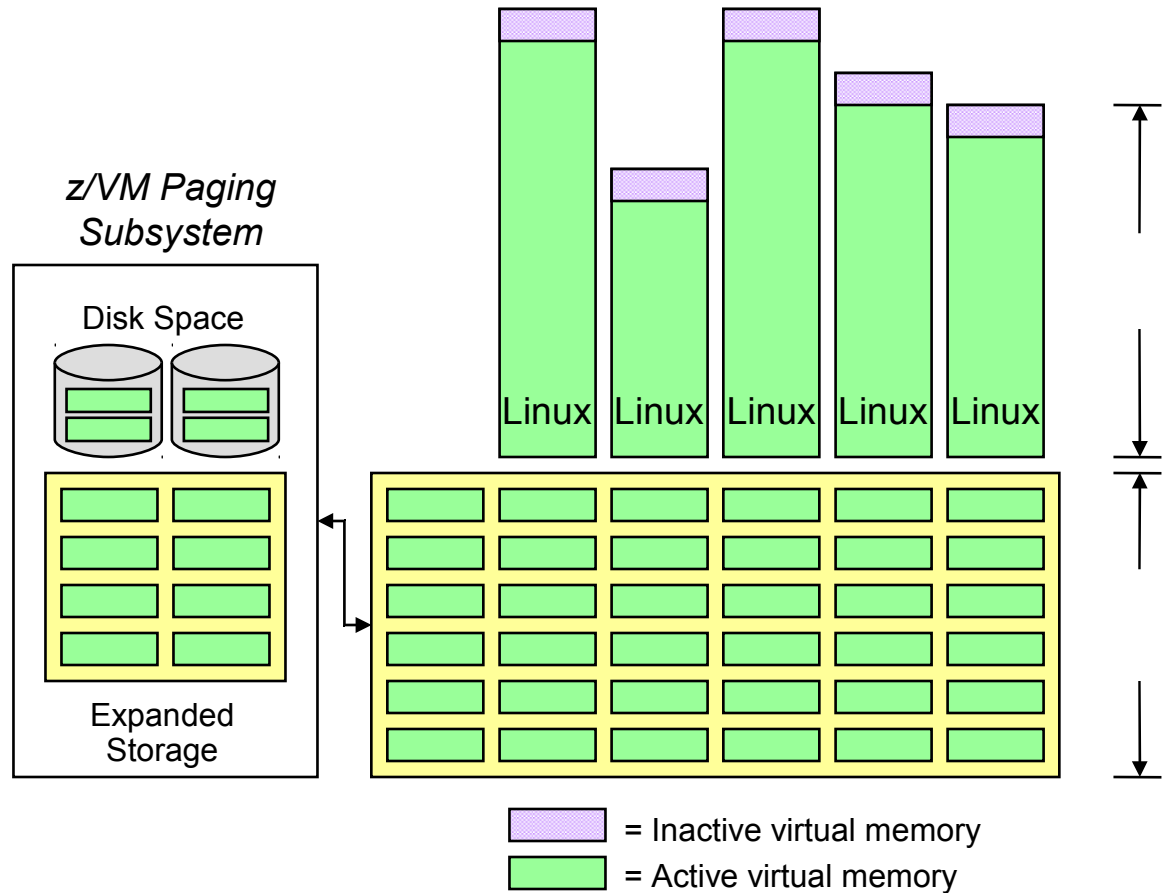 z/VM Paging
Subsystem
Disk Space
Linux
Linux
Linux
Linux
Linux
Expanded
Storage
= Inactive virtual memory
= Active virtual memory